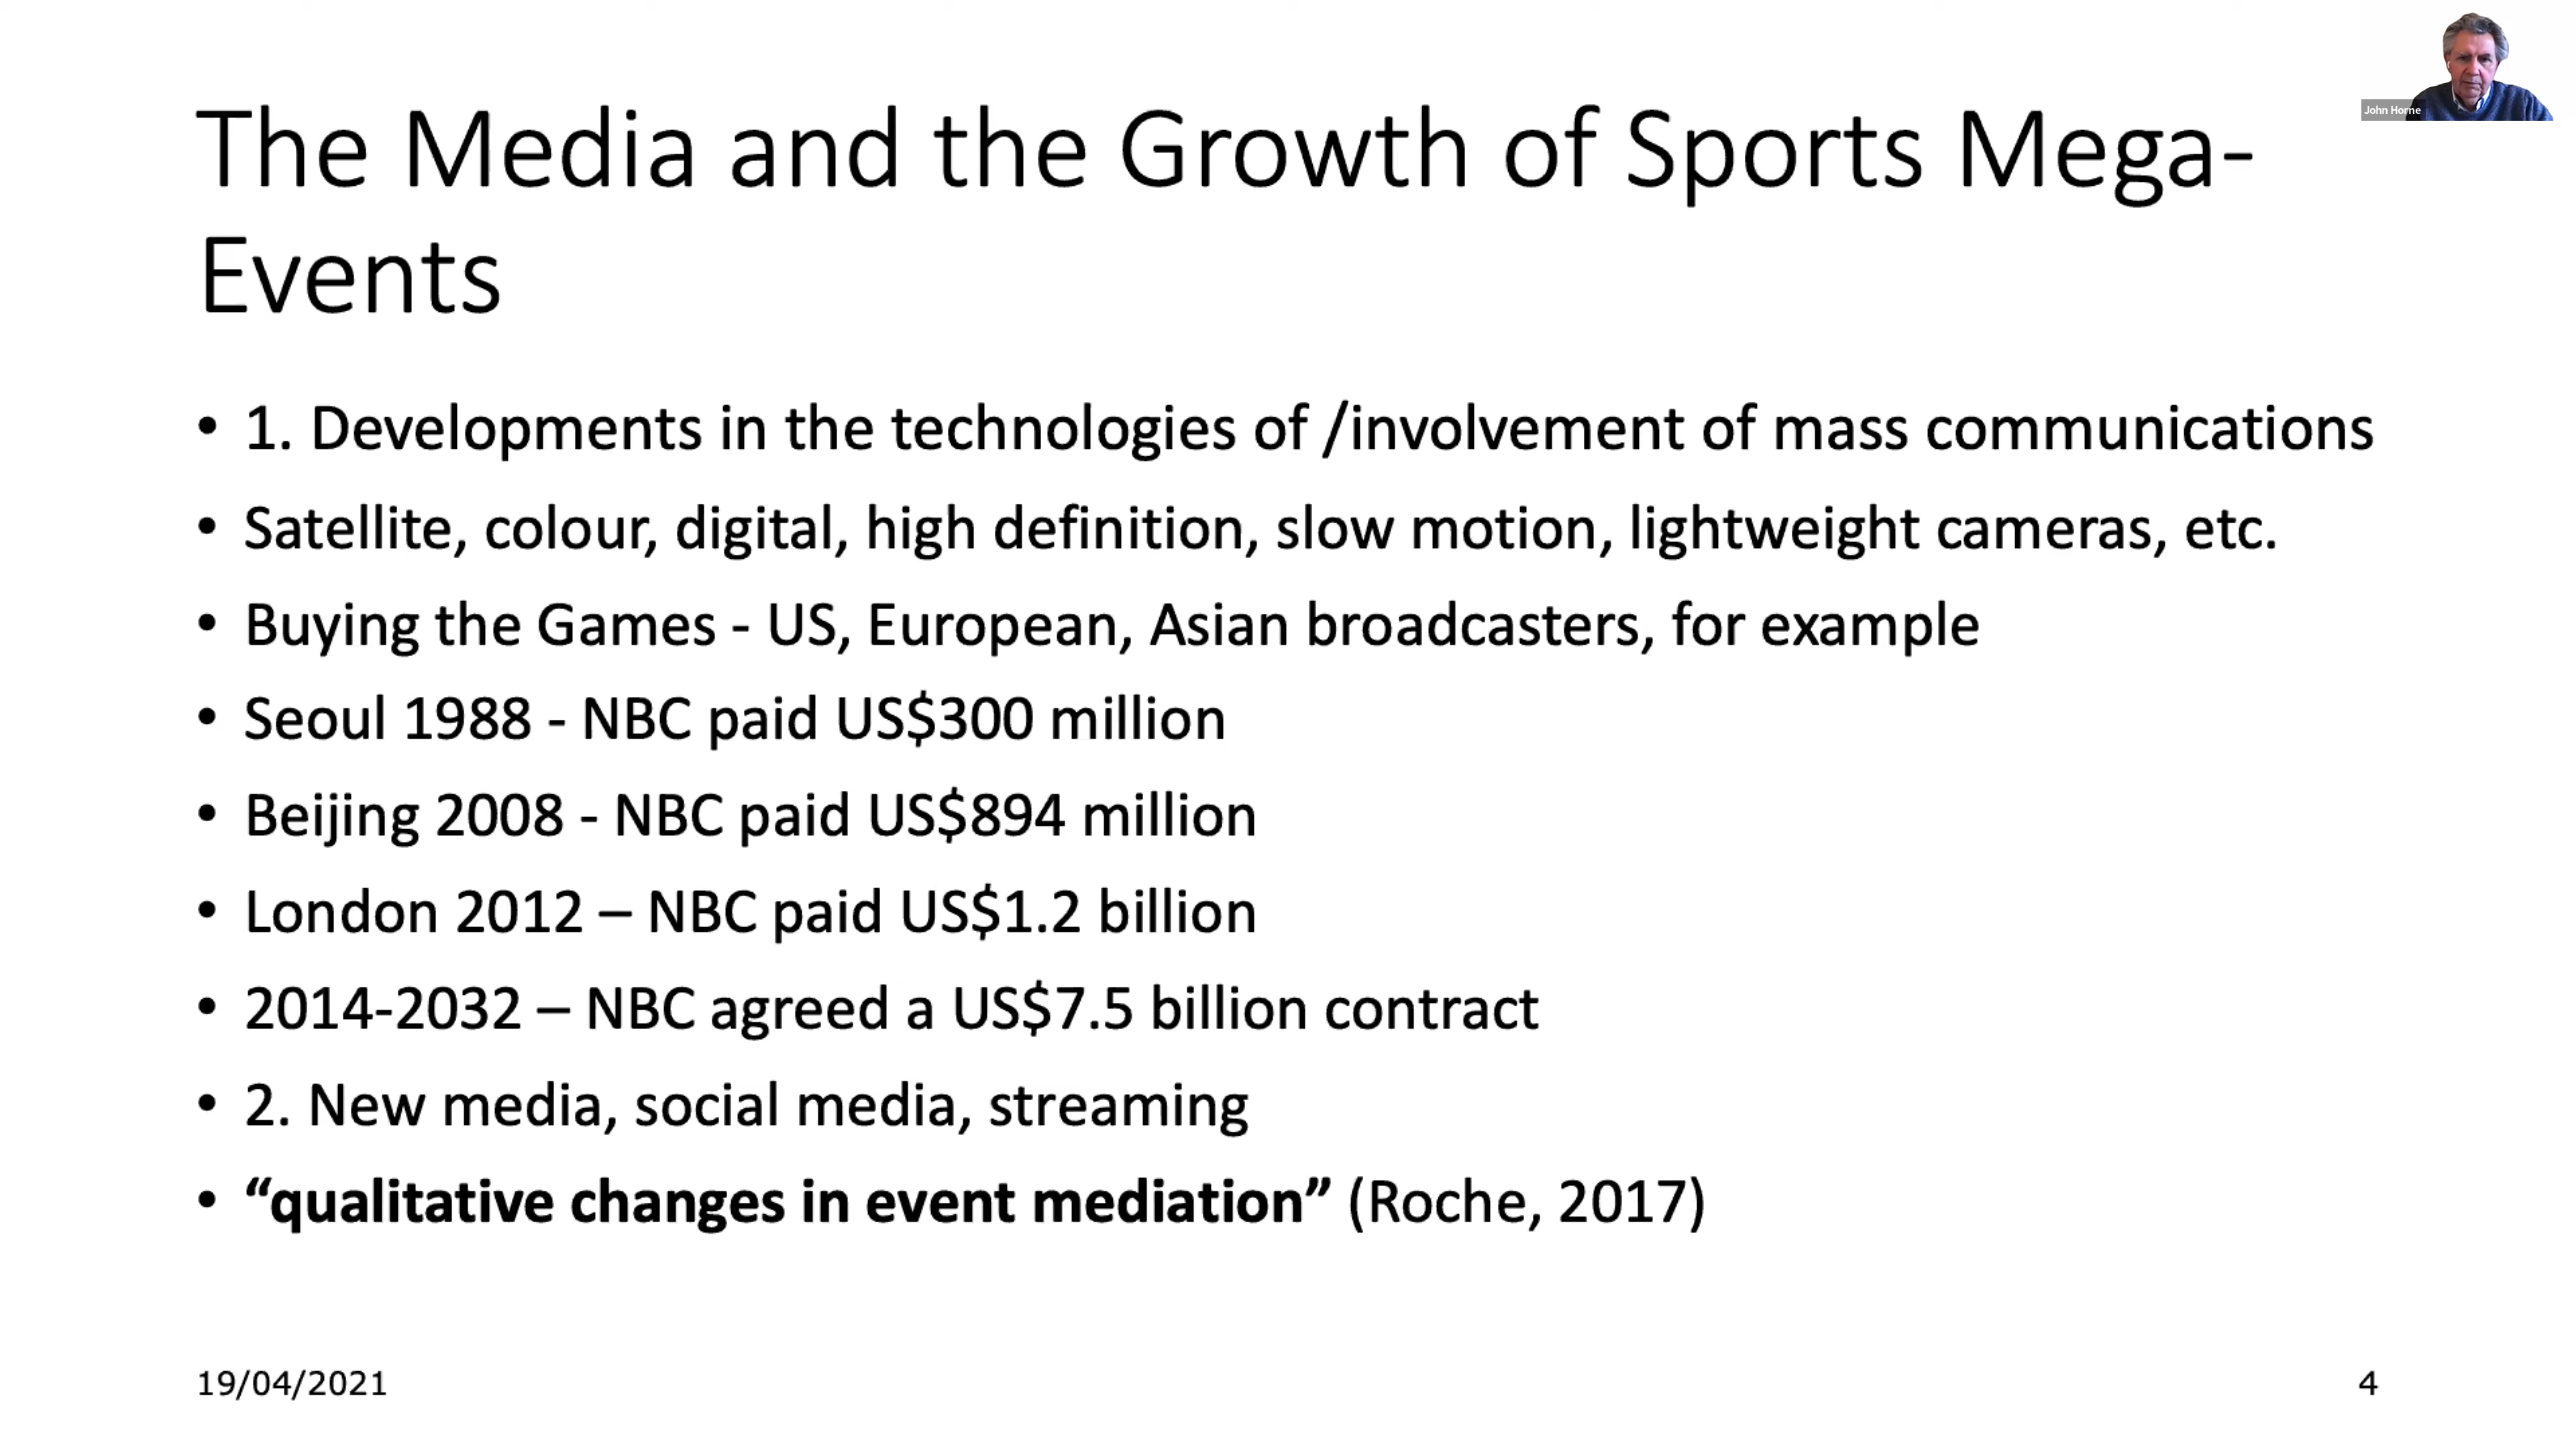 John Horne
The Media and the Growth of Sports Mega-
Events
• 1. Developments in the technologies of /involvement of mass communications
• Satellite, colour, digital, high definition, slow motion, lightweight cameras, etc.
• Buying the Games - US, European, Asian broadcasters, for example
• Seoul 1988 - NBC paid US$300 million
• Beijing 2008 - NBC paid US$894 million
• London 2012 – NBC paid US$1.2 billion
• 2014-2032 – NBC agreed a US$7.5 billion contract
• 2. New media, social media, streaming
• “qualitative changes in event mediation” (Roche, 2017)
19/04/2021
4